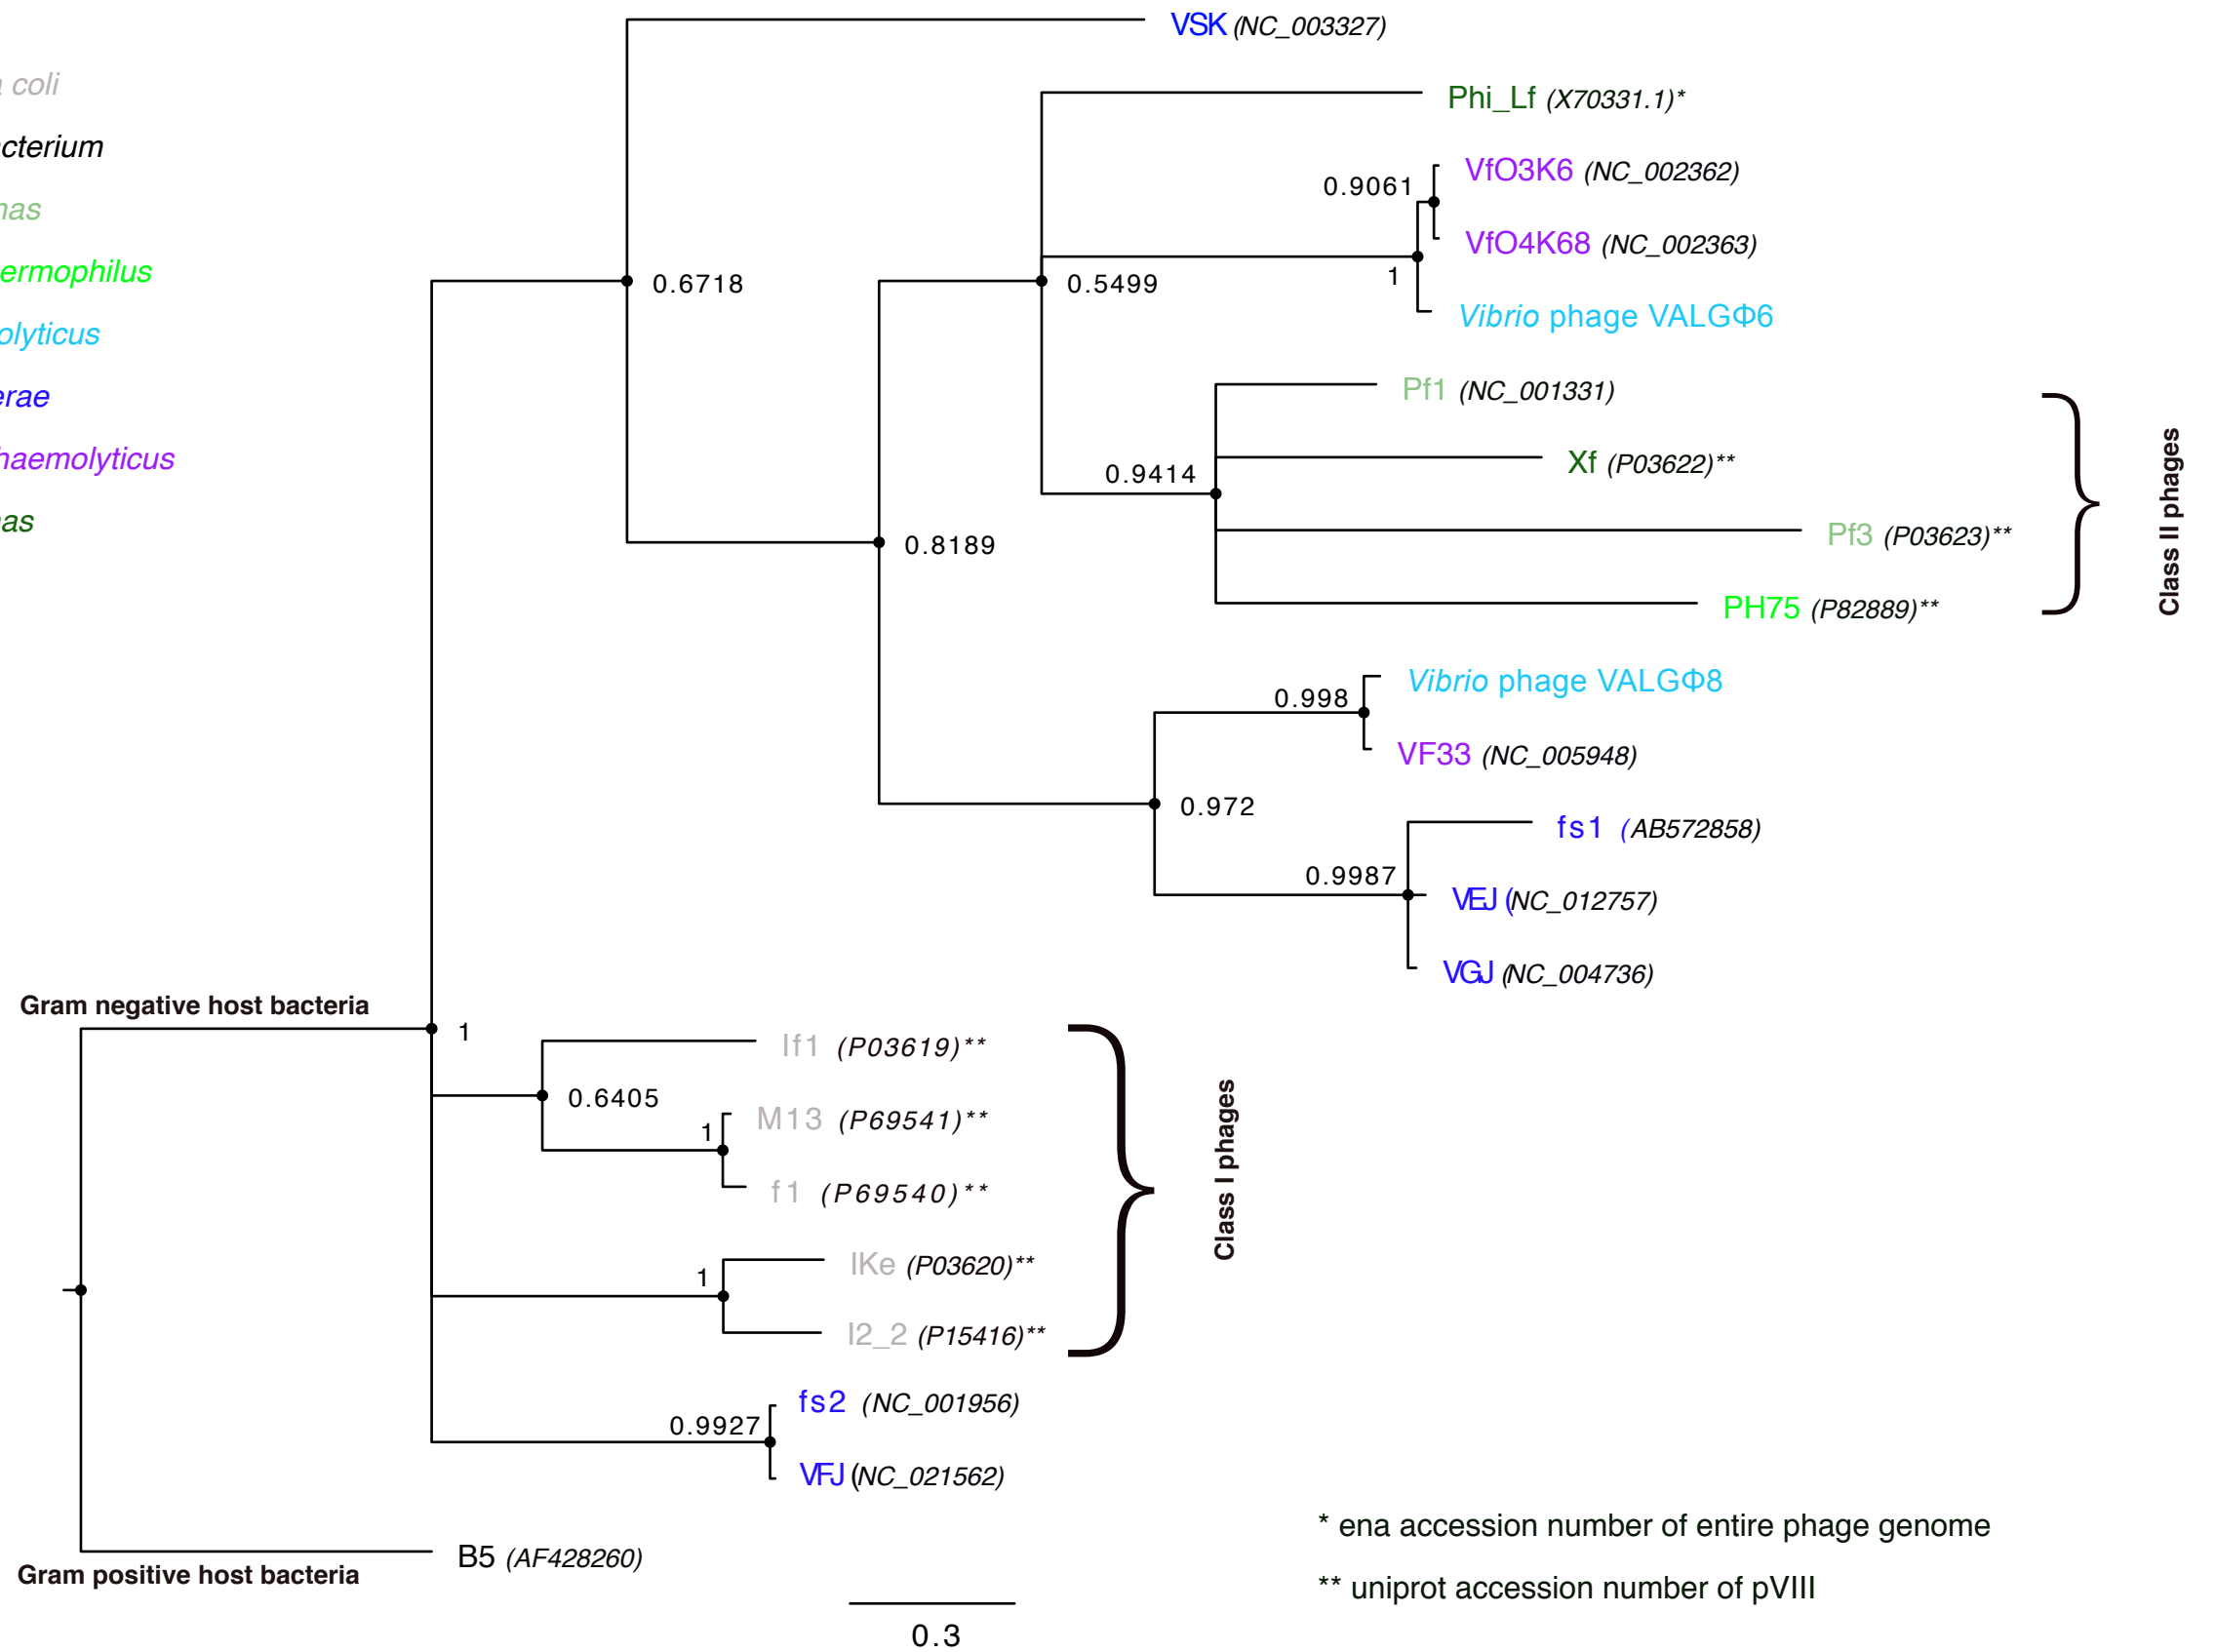 VSK (NC_003327)
coli
Phi_Lf (X70331.1)*
cterium
VfO3K6 (NC_002362)
0.9061
nas
VfO4K68 (NC_002363)
ermophilus
1
0.6718
0.5499
Vibrio phage VALGΦ6
olyticus
Pf1 (NC_001331)
erae
haemolyticus
Xf (P03622)**
0.9414
as
Pf3 (P03623)**
0.8189
PH75 (P82889)**
Class II phages
Vibrio phage VALGΦ8
0.998
VF33 (NC_005948)
0.972
fs1 (AB572858)
0.9987
VEJ (NC_012757)
VGJ (NC_004736)
Gram negative host bacteria
1
If1 (P03619)**
0.6405
M13 (P69541)**
1
f1 (P69540)**
Class I phages
IKe (P03620)**
1
I2_2 (P15416)**
fs2 (NC_001956)
0.9927
VFJ (NC_021562)
B5 (AF428260)
Gram positive host bacteria
0.3
* ena accession number of entire phage genome
** uniprot accession number of pVIII